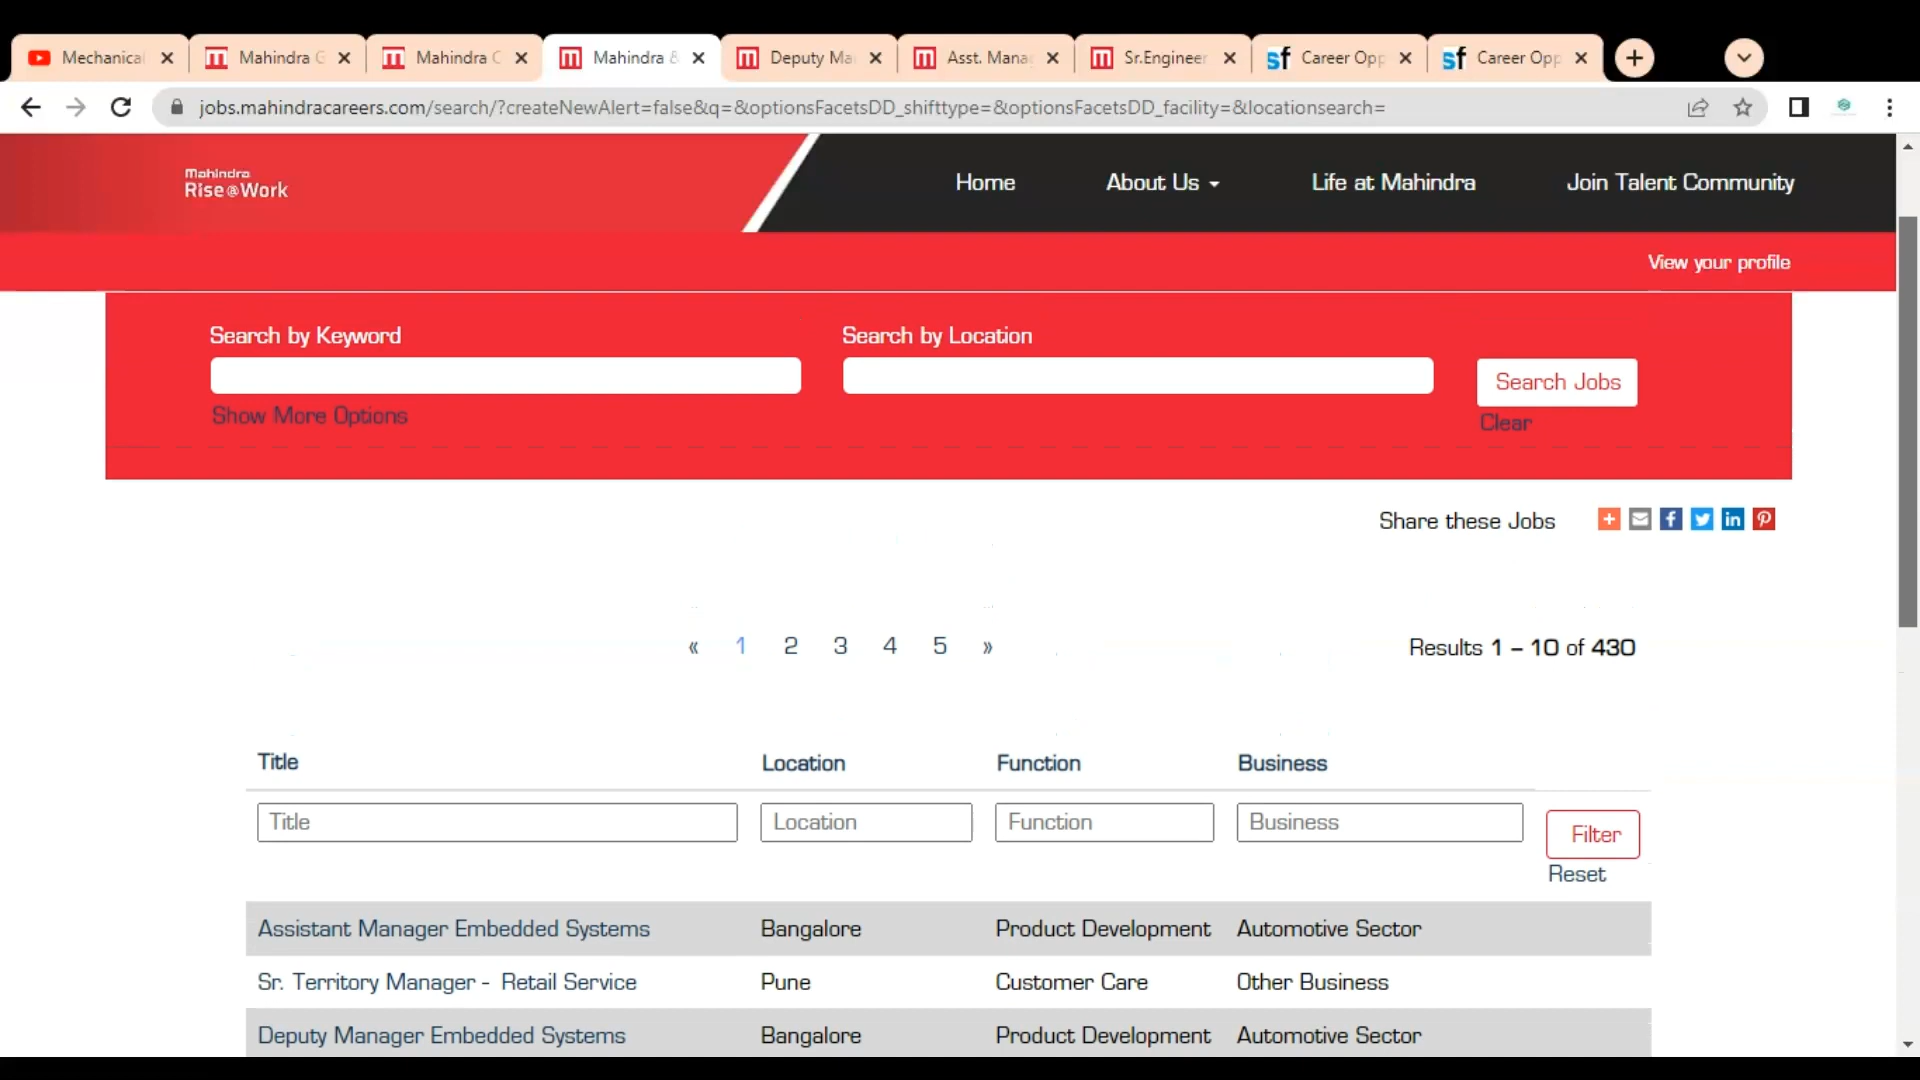 Mechanical
Mahindra G
Mahindra C
Mahindra &
Deputy Ma
Asst. Mana
Sr.Engineer
sf Career Opp
sf Career Opp
jobs.mahindracareers.com/search/?createNewAlert=false&q=&optionsFacetsDD_shifttype=&optionsFacetsDD_facility=&locationsearch=
Mahindra
Rise@Work
Home
About Us
Life at Mahindra
Join Talent Community
View your profile
Search by Keyword
Search by Location
Search Jobs
Show More Options
Clear
Share these Jobs
« 1 2 3 4 5 »
Results 1 – 10 of 430
Title Location Function Business
Title Location Function Business Filter
Reset
Assistant Manager Embedded Systems Bangalore Product Development Automotive Sector
Sr. Territory Manager - Retail Service Pune Customer Care Other Business
Deputy Manager Embedded Systems Bangalore Product Development Automotive Sector